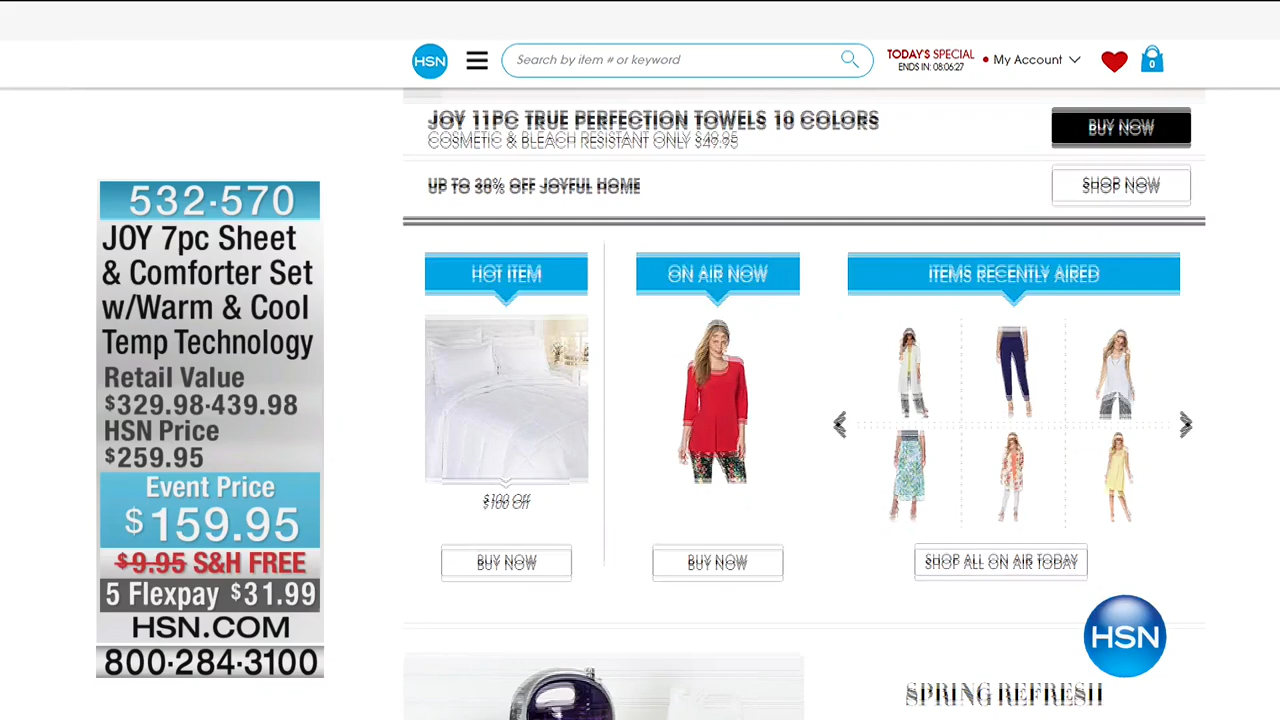 HSN
Search by item # or keyword
TODAY'S SPECIAL
ENDS IN: 08:06:27
My Account
0
JOY 11PC TRUE PERFECTION TOWELS 10 COLORS
COSMETIC & BLEACH RESISTANT ONLY $49.95
BUY NOW
UP TO 30% OFF JOYFUL HOME
SHOP NOW
532-570
JOY 7pc Sheet
& Comforter Set
w/Warm & Cool
Temp Technology
Retail Value
$329.98-439.98
HSN Price
$259.95
Event Price
$159.95
$9.95 S&H FREE
5 Flexpay $31.99
HSN.COM
800-284-3100
HOT ITEM
$100 Off
BUY NOW
ON AIR NOW
BUY NOW
ITEMS RECENTLY AIRED
SHOP ALL ON AIR TODAY
HSN
SPRING REFRESH